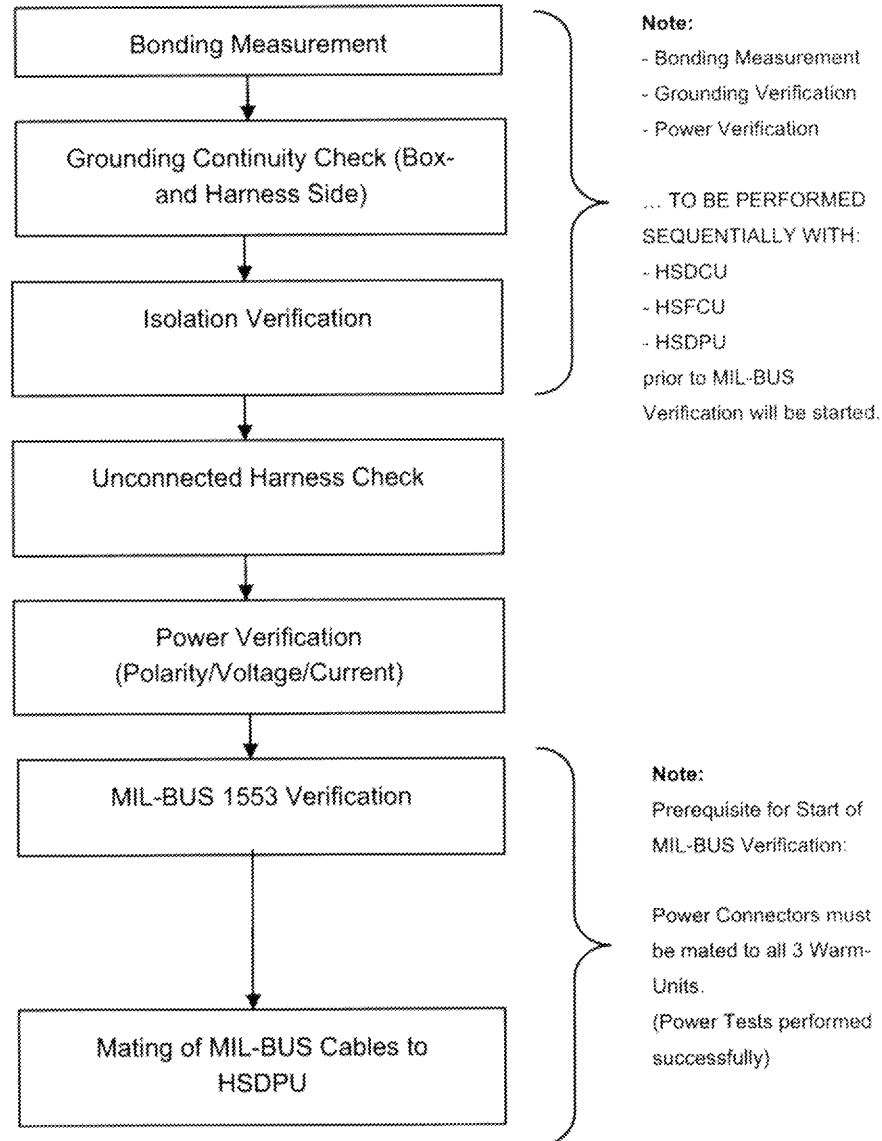 Bonding Measurement
Grounding Continuity Check (Box-
and Harness Side)
Isolation Verification
Unconnected Harness Check
Power Verification
(Polarity/Voltage/Current)
MIL-BUS 1553 Verification
Mating of MIL-BUS Cables to
HSDPU
Note:
- Bonding Measurement
- Grounding Verification
- Power Verification
... TO BE PERFORMED
SEQUENTIALLY WITH:
- HSDCU
- HSFCU
- HSDPU
prior to MIL-BUS
Verification will be started.
Note:
Prerequisite for Start of
MIL-BUS Verification:
Power Connectors must
be mated to all 3 Warm-
Units.
(Power Tests performed
successfully)